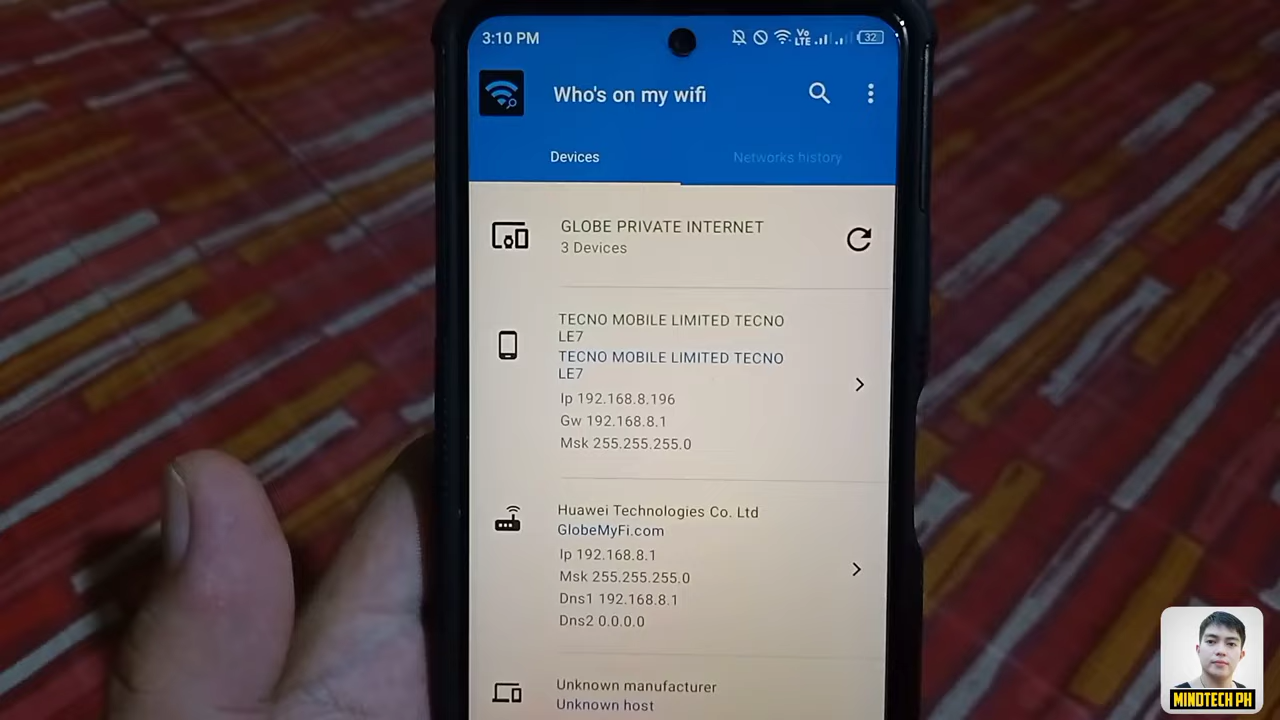 3:10 PM
Vo
LTE
32
Who's on my wifi
Devices
Networks history
GLOBE PRIVATE INTERNET
3 Devices
TECNO MOBILE LIMITED TECNO
LE7
TECNO MOBILE LIMITED TECNO
LE7
Ip 192.168.8.196
Gw 192.168.8.1
Msk 255.255.255.0
Huawei Technologies Co. Ltd
GlobeMyFi.com
Ip 192.168.8.1
Msk 255.255.255.0
Dns1 192.168.8.1
Dns2 0.0.0.0
Unknown manufacturer
Unknown host
MINDTECH PH